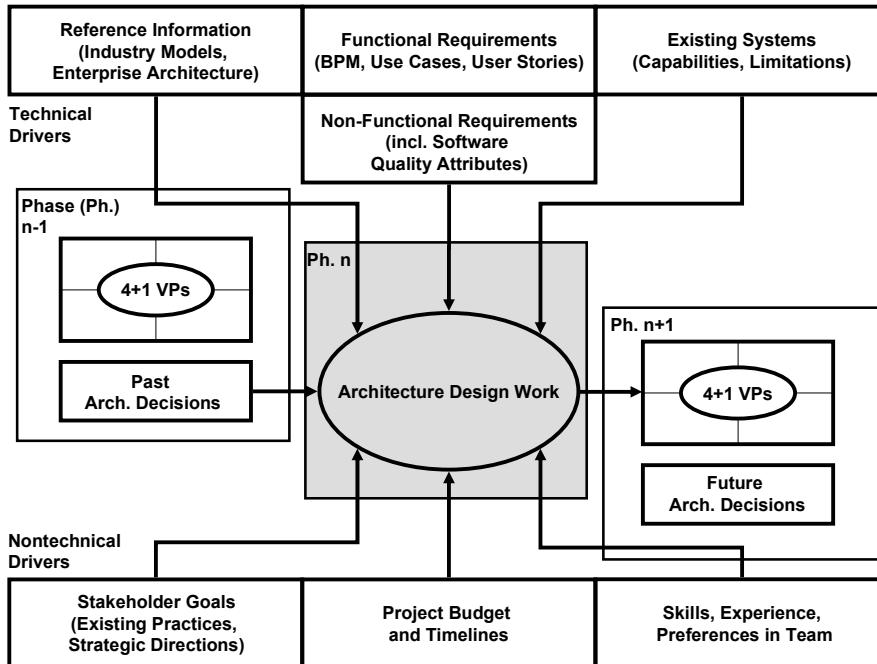 Reference Information
(Industry Models,
Enterprise Architecture)
Functional Requirements
(BPM, Use Cases, User Stories)
Existing Systems
(Capabilities, Limitations)
Technical
Drivers
Non-Functional Requirements
(incl. Software
Quality Attributes)
Phase (Ph.)
n-1
4+1 VPs
Past
Arch. Decisions
Ph. n
Architecture Design Work
Ph. n+1
4+1 VPs
Future
Arch. Decisions
Nontechnical
Drivers
Stakeholder Goals
(Existing Practices,
Strategic Directions)
Project Budget
and Timelines
Skills, Experience,
Preferences in Team